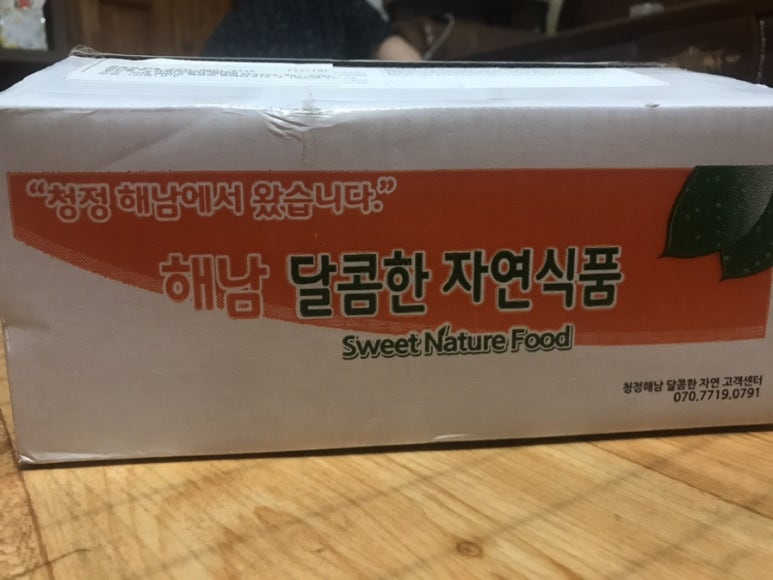 “청정 해남에서 왔습니다.”
해남 달콤한 자연식품
Sweet Nature Food
청정해남 달콤한 자연 고객센터
070.7719.0791